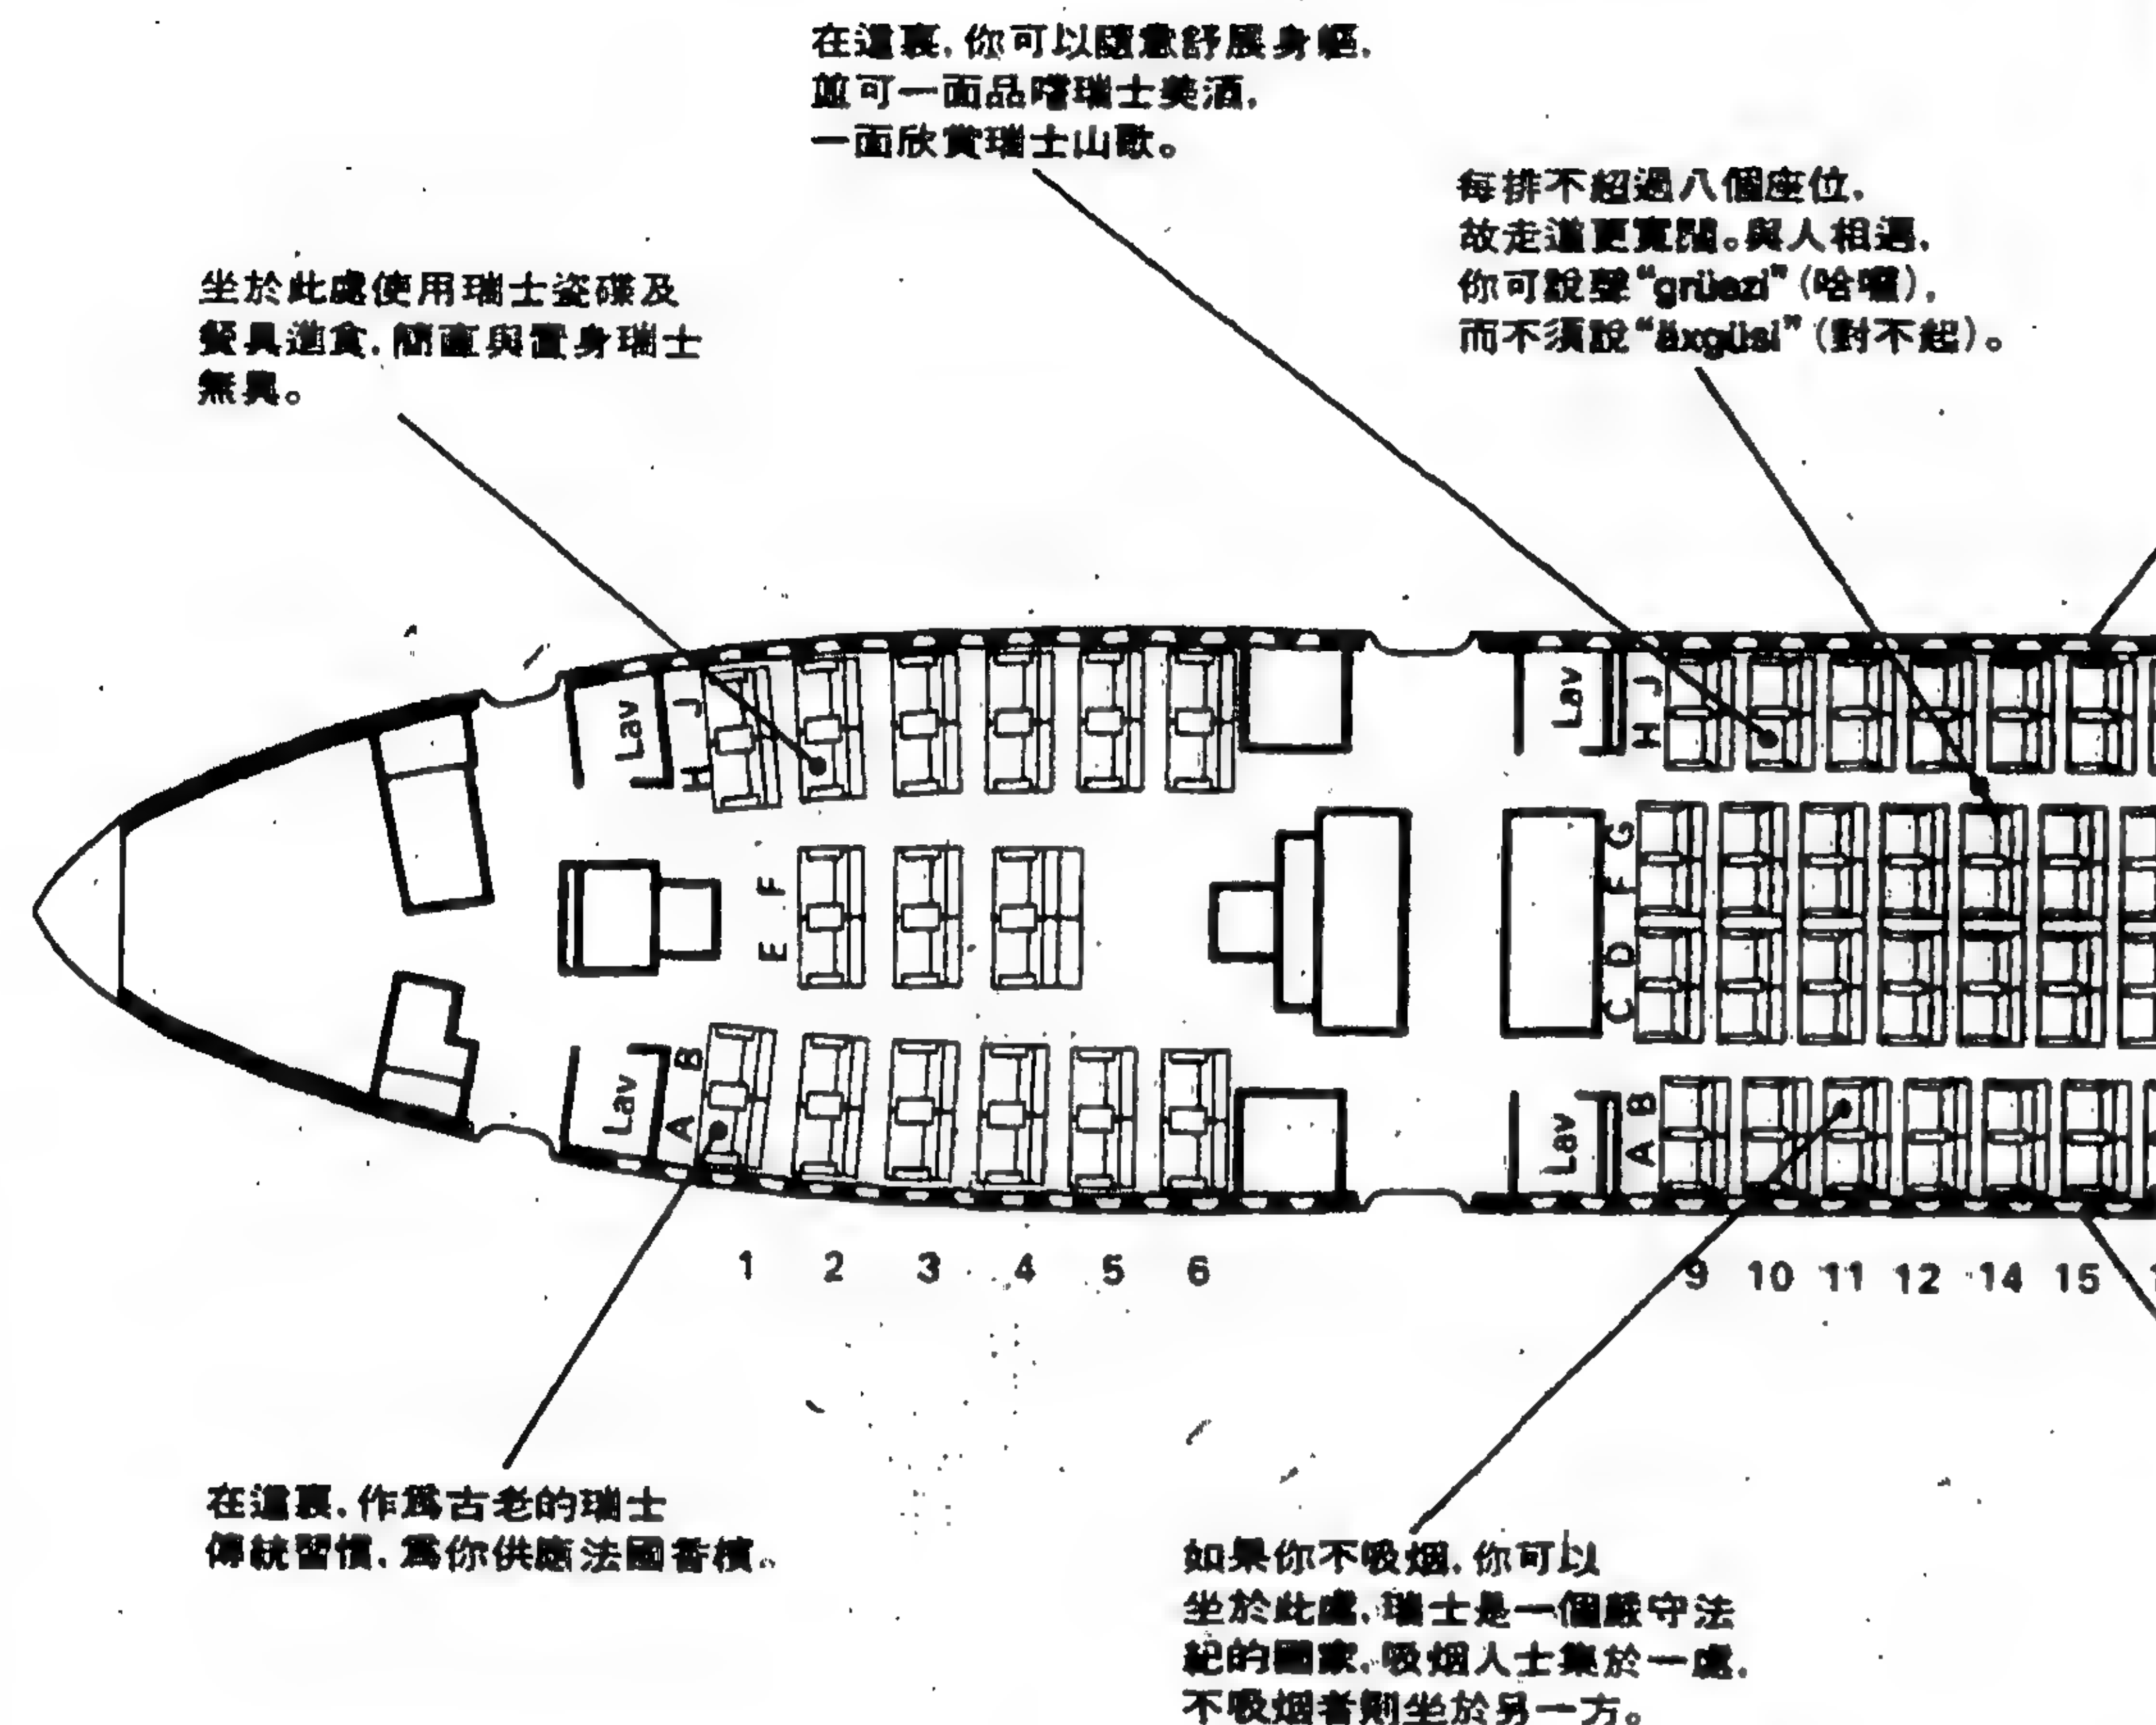 在這裏，你可以隨意舒展身軀，
並可一面品嚐瑞士美酒，
一面欣賞瑞士山歌。
每排不超過八個座位，
故走道更寬闊。與人相遇，
你可說聲“grüezi”（哈囉），
而不須說“äxgüsi”（對不起）。
坐於此處使用瑞士瓷碟及
餐具進食，簡直與置身瑞士
無異。
Lav
J
H
Lav
J
H
F
E
G
F
D
C
Lav
B
A
Lav
B
A
1 2 3 4 5 6 9 10 11 12 14 15
在這裏，作爲古老的瑞士
傳統習慣，爲你供應法國香檳。
如果你不吸烟，你可以
坐於此處，瑞士是一個嚴守法
紀的國家，吸烟人士集於一處，
不吸烟者則坐於另一方。